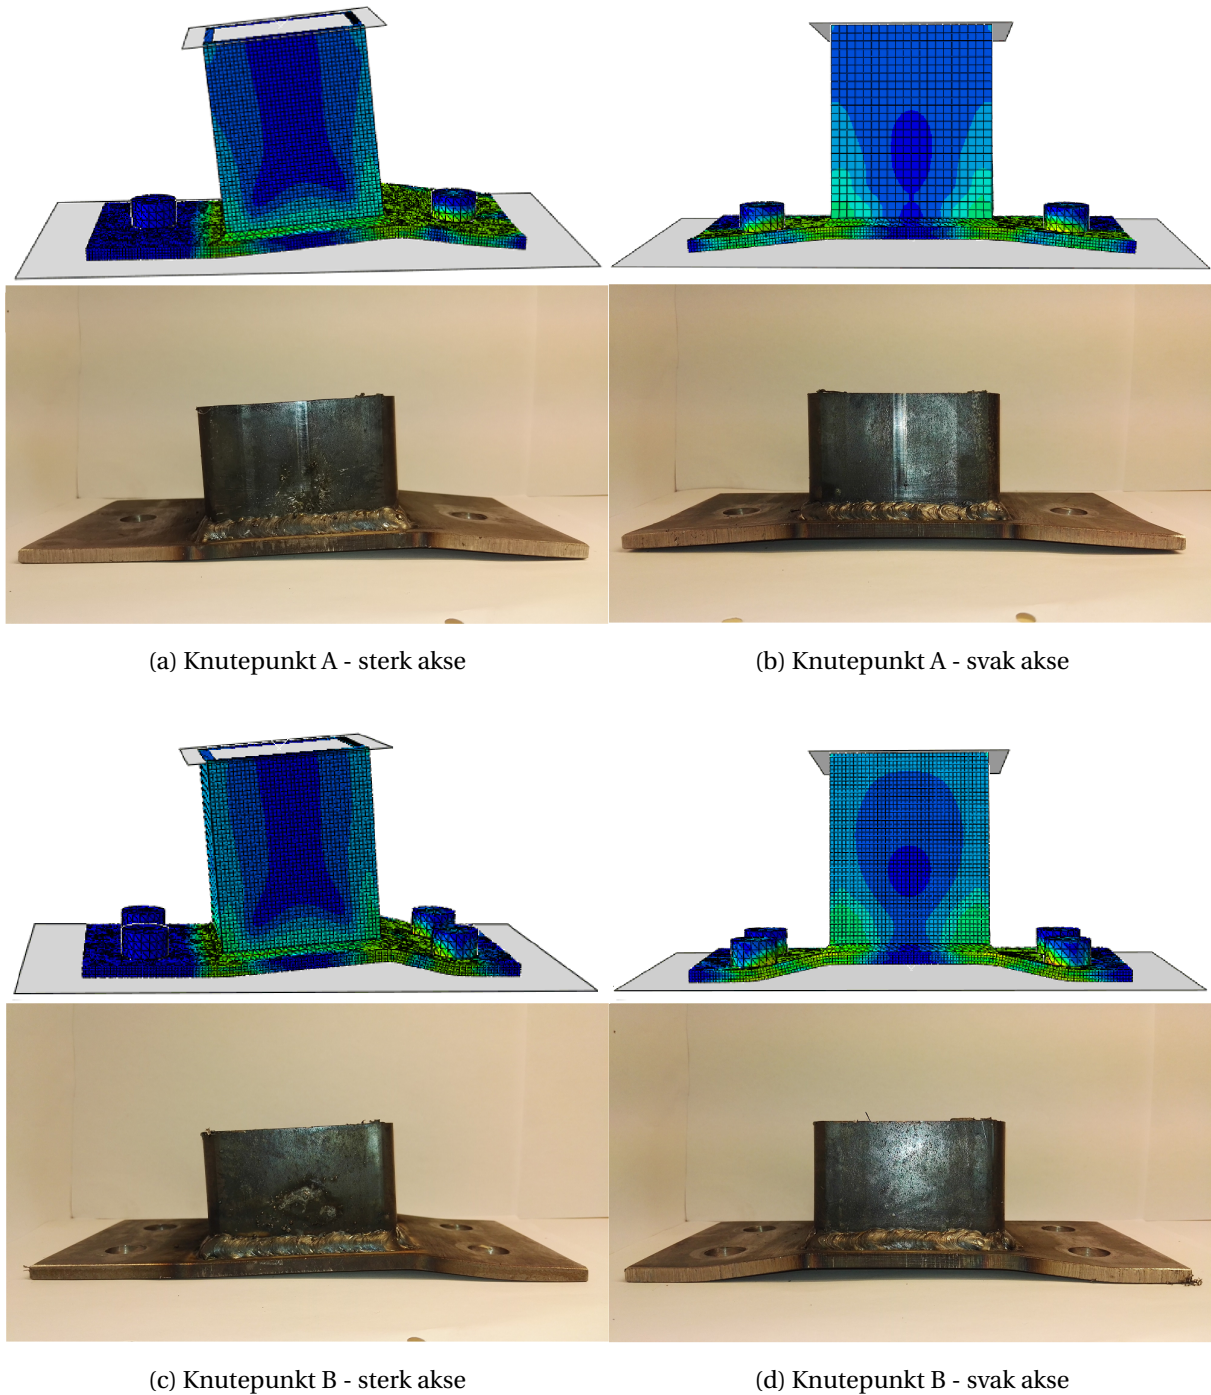 (a) Knutepunkt A - sterk akse
(b) Knutepunkt A - svak akse
(c) Knutepunkt B - sterk akse
(d) Knutepunkt B - svak akse